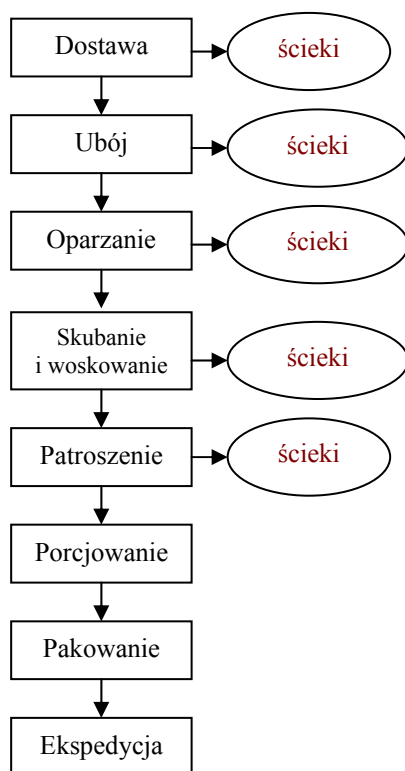 Dostawa
ścieki
Ubój
ścieki
Oparzanie
ścieki
Skubanie
i woskowanie
ścieki
Patroszenie
ścieki
Porcjowanie
Pakowanie
Ekspedycja